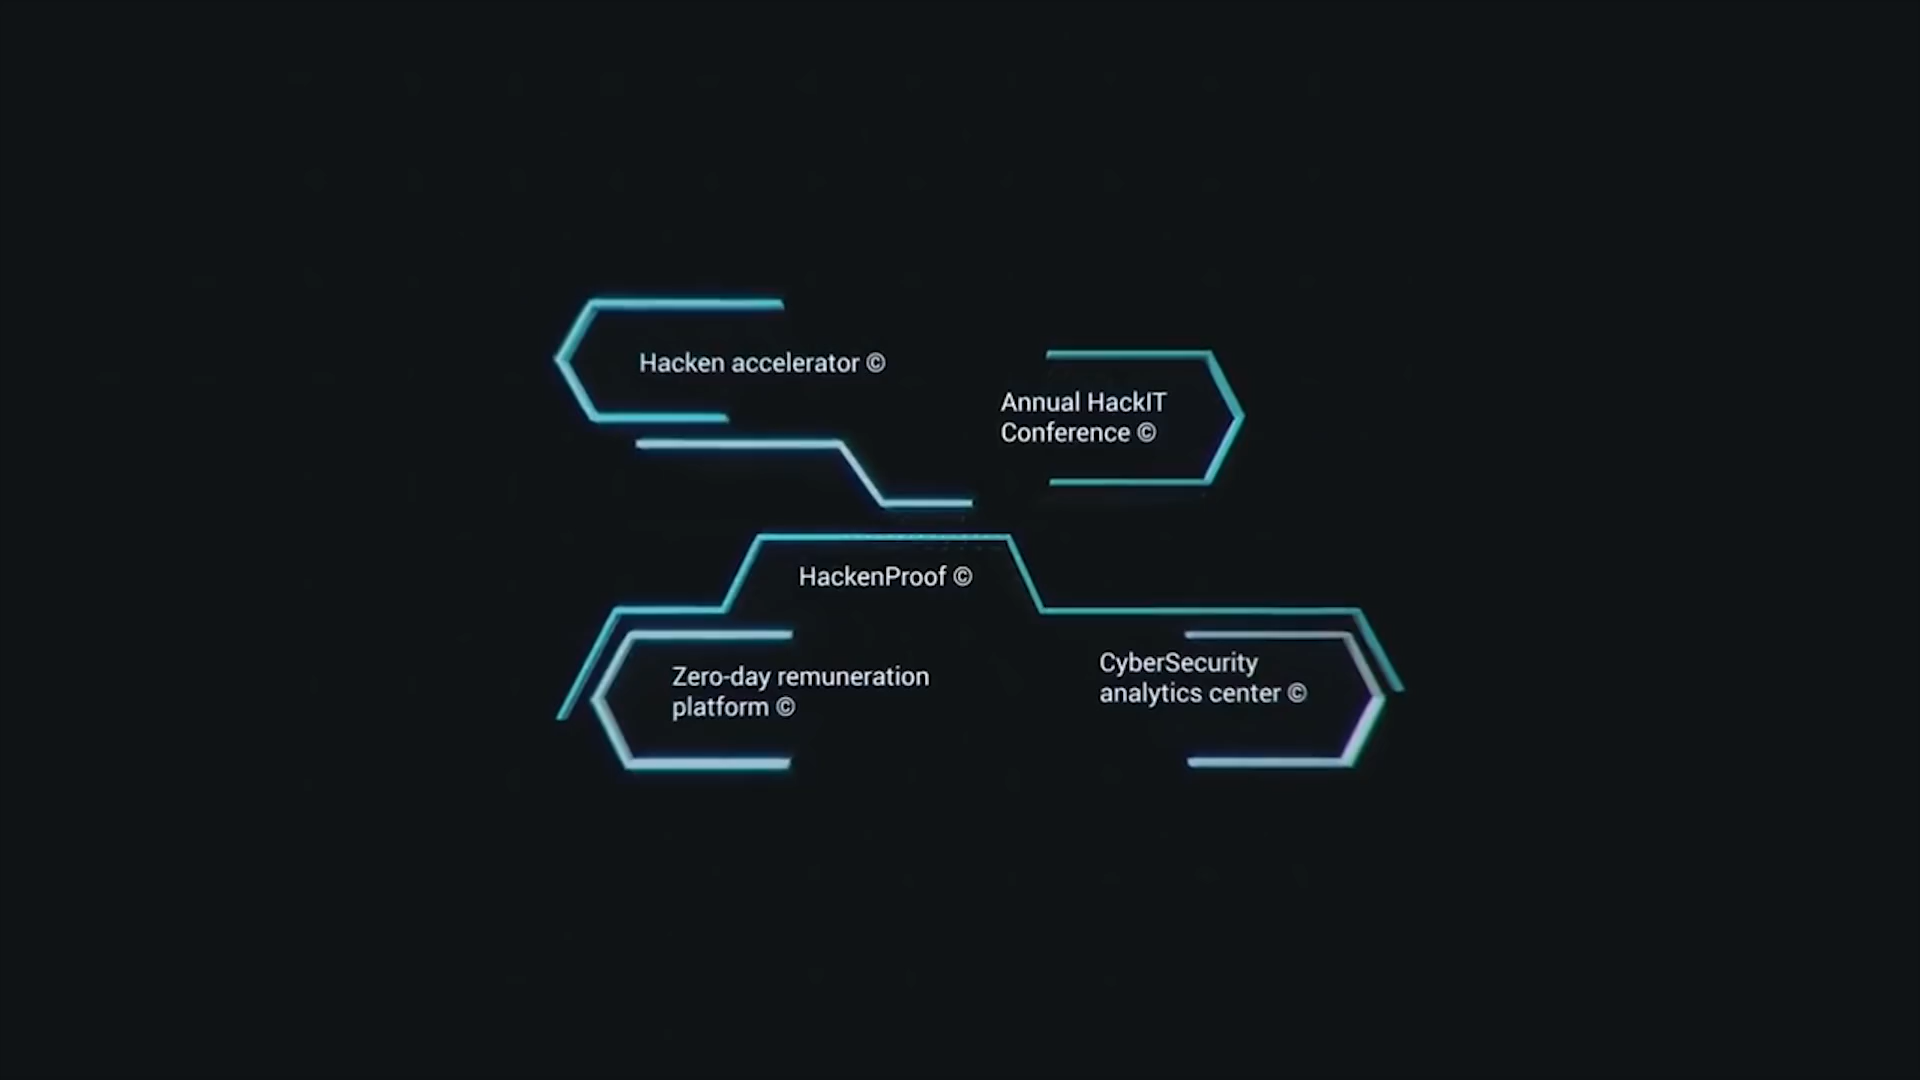 Hacken accelerator ©
Annual HackIT
Conference ©
HackenProof ©
Zero-day remuneration
platform ©
CyberSecurity
analytics center ©